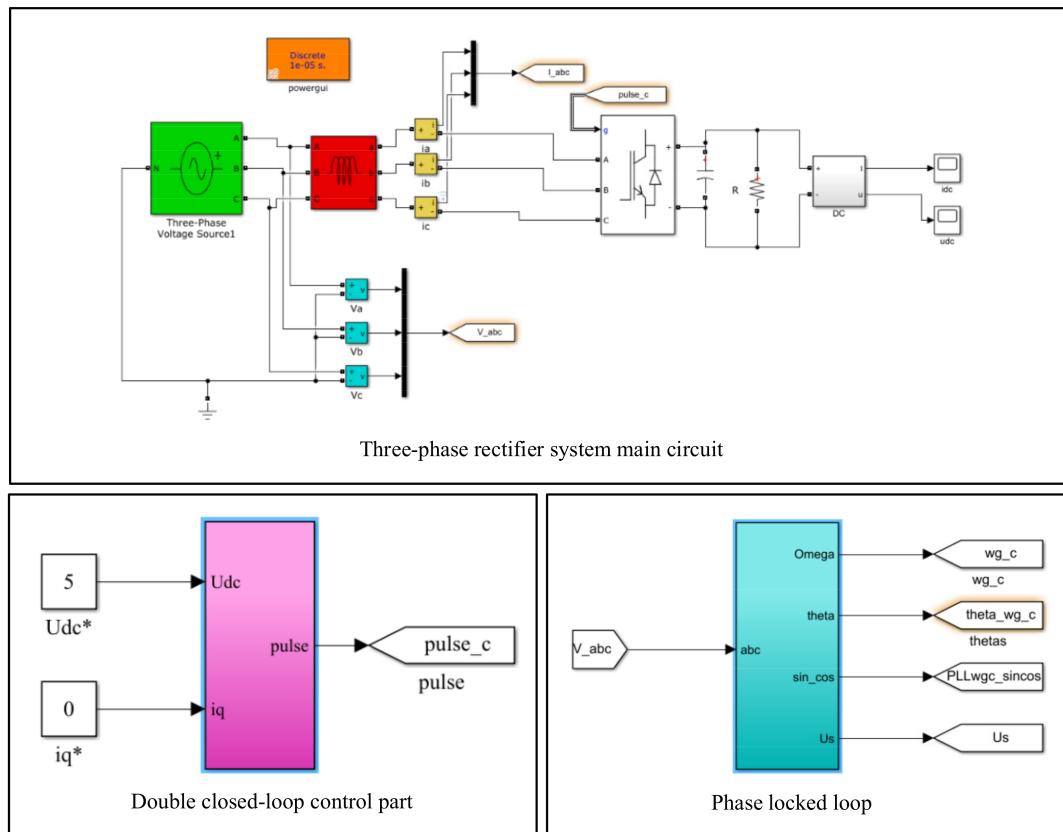 Discrete
1e-05 s.
powergui
I_abc
pulse_c
A
B
C
N
Three-Phase
Voltage Source1
A
B
C
a
B
c
+
-
i
ia
+
-
i
ib
+
-
i
ic
g
A
B
C
+
-
R
+
-
I
u
DC
idc
udc
+
-
v
Va
+
-
v
Vb
+
-
v
Vc
V_abc
Three-phase rectifier system main circuit
5
Udc*
0
iq*
Udc
iq
pulse
pulse_c
pulse
Double closed-loop control part
V_abc
abc
Omega
theta
sin_cos
Us
wg_c
wg_c
theta_wg_c
thetas
PLLwgc_sincos
Us
Phase locked loop